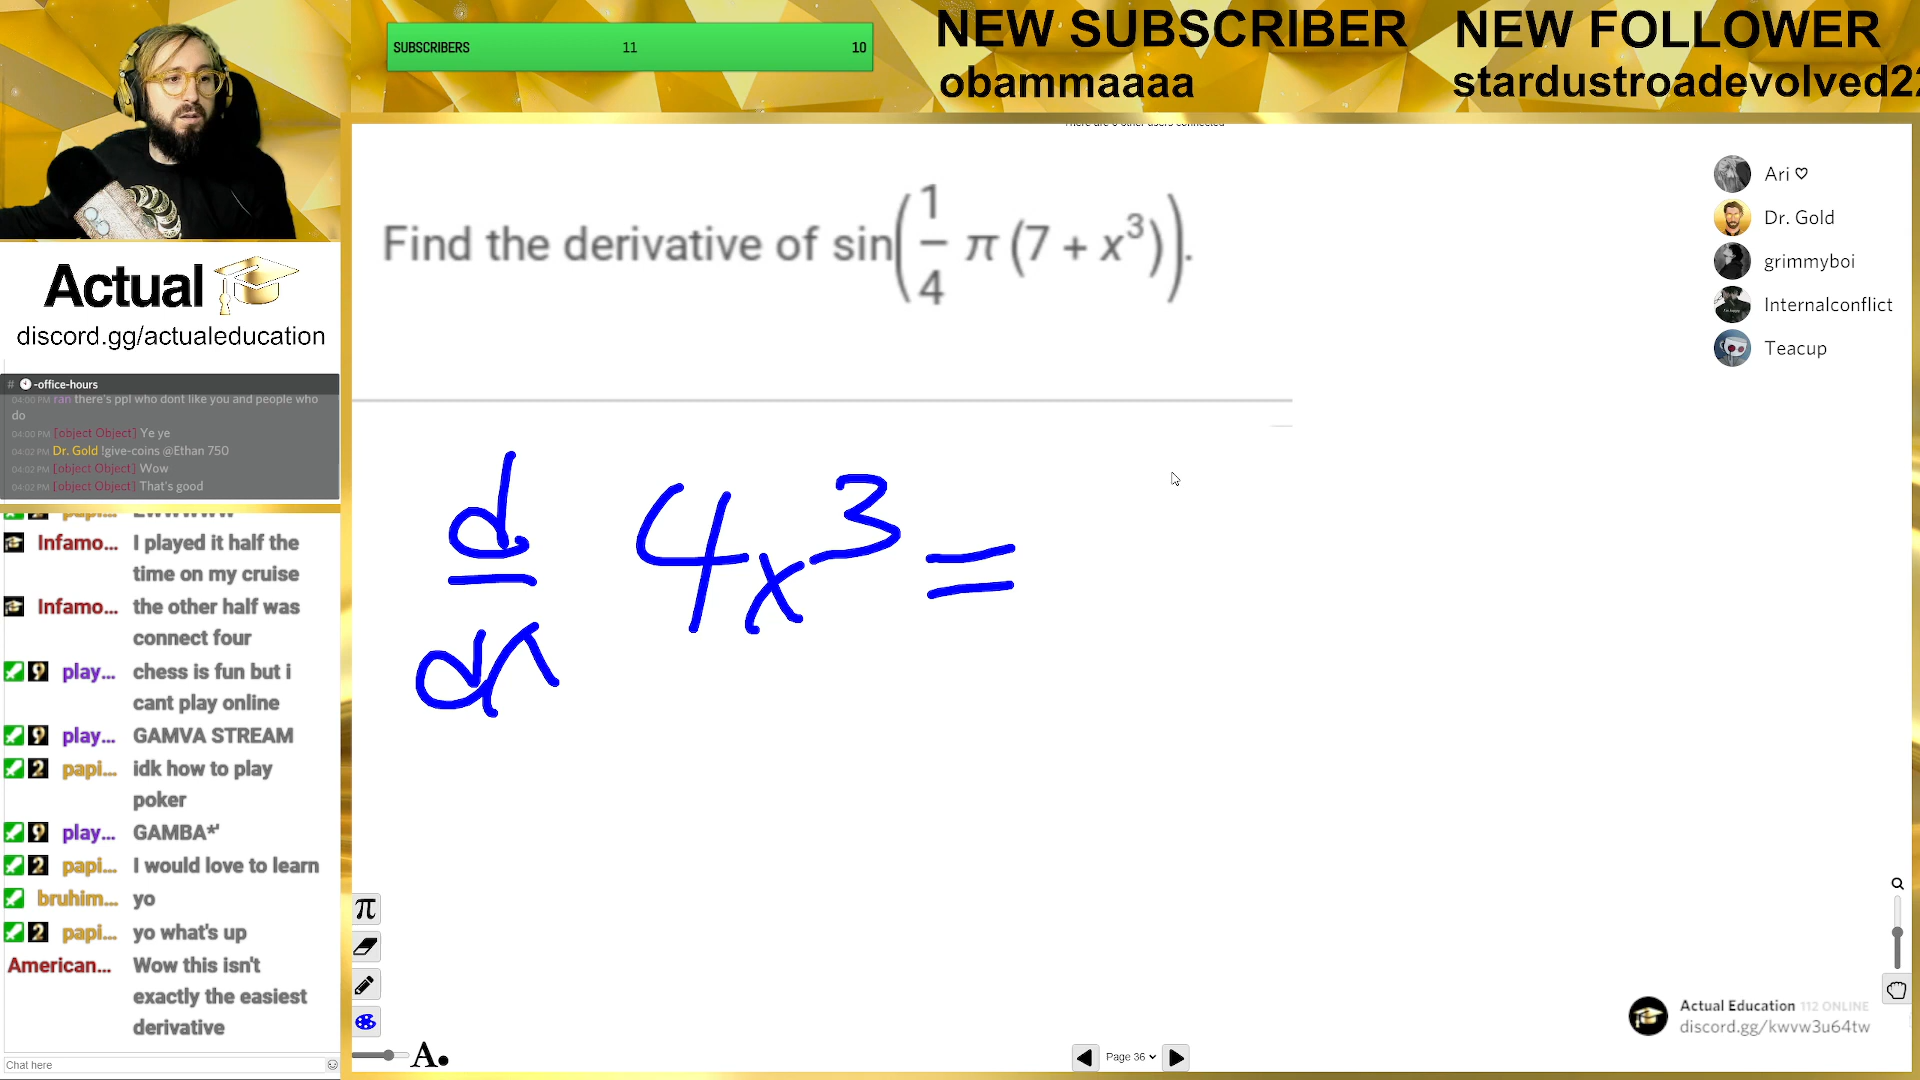 SUBSCRIBERS 11 10
NEW SUBSCRIBER
obammaaaa
NEW FOLLOWER
stardustroadevolved22
Actual
discord.gg/actualeducation
# -office-hours
04:00 PM ran there's ppl who dont like you and people who
do
04:00 PM [object Object] Ye ye
04:02 PM Dr. Gold !give-coins @Ethan 750
04:02 PM [object Object] Wow
04:02 PM [object Object] That's good
Infamo... I played it half the
time on my cruise
Infamo... the other half was
connect four
play... chess is fun but i
cant play online
play... GAMVA STREAM
papi... idk how to play
poker
play... GAMBA*'
papi... I would love to learn
bruhim... yo
papi... yo what's up
American... Wow this isn't
exactly the easiest
derivative
Chat here
Find the derivative of sin(1/4 π (7 + x³)).
d/dx 4x³ =
Ari ♡
Dr. Gold
grimmyboi
Internalconflict
Teacup
π
A.
Page 36
Actual Education 112 ONLINE
discord.gg/kwvw3u64tw